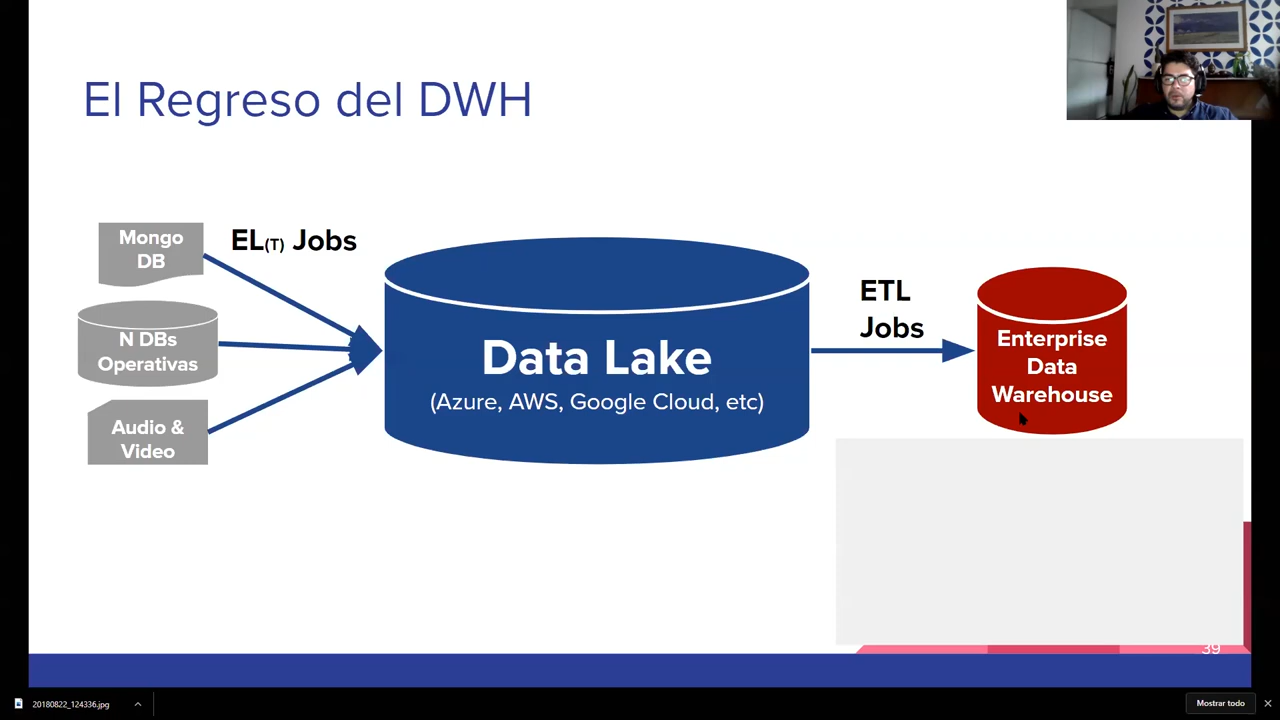 El Regreso del DWH
Mongo
DB
EL(T) Jobs
N DBs
Operativas
Audio &
Video
Data Lake
(Azure, AWS, Google Cloud, etc)
ETL
Jobs
Enterprise
Data
Warehouse
39
20180822_124336.jpg
Mostrar todo